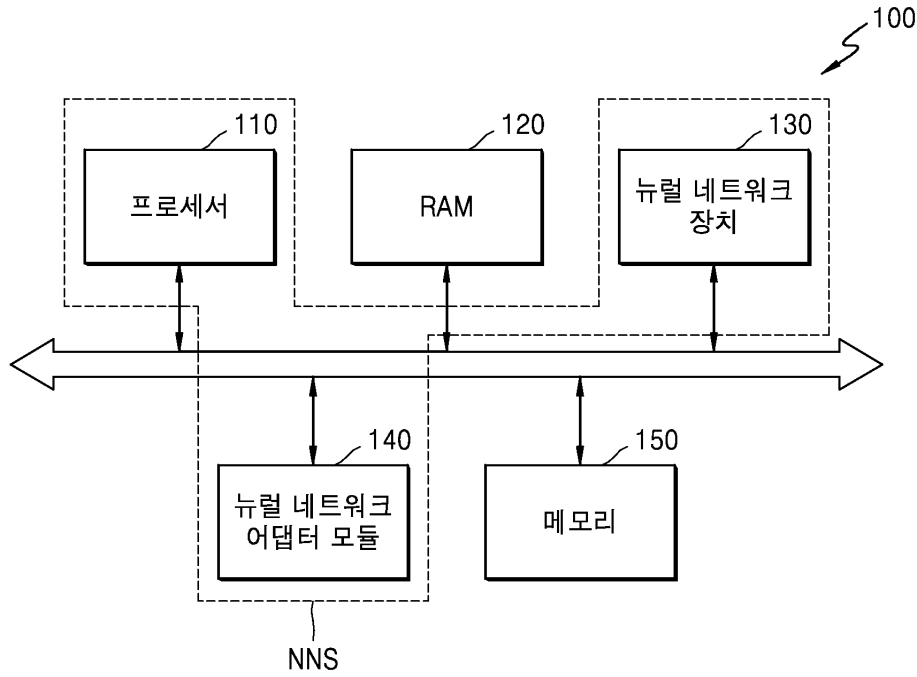 100
110
120
130
프로세서
RAM
뉴럴 네트워크
장치
140
150
뉴럴 네트워크
어댑터 모듈
메모리
NNS